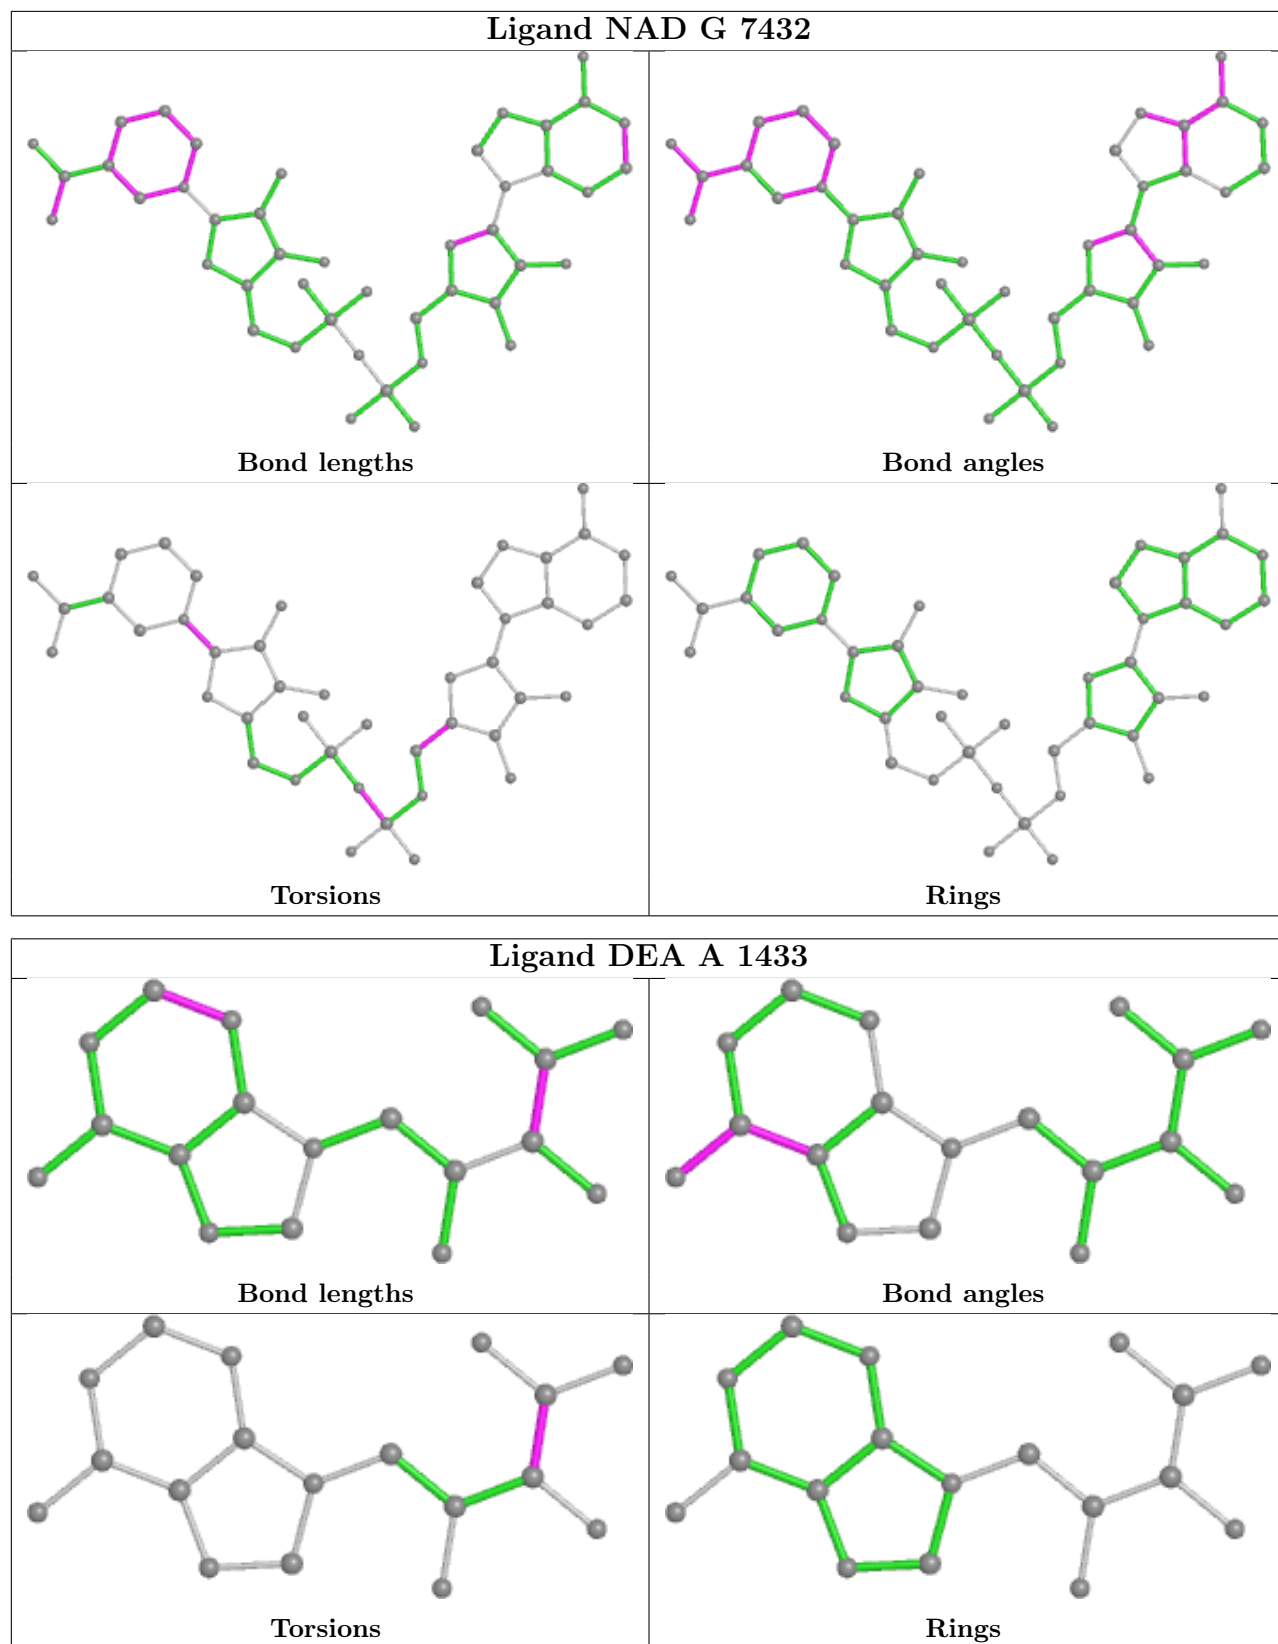 Ligand NAD G 7432
Bond lengths
Bond angles
Torsions
Rings
Ligand DEA A 1433
Bond lengths
Bond angles
Torsions
Rings